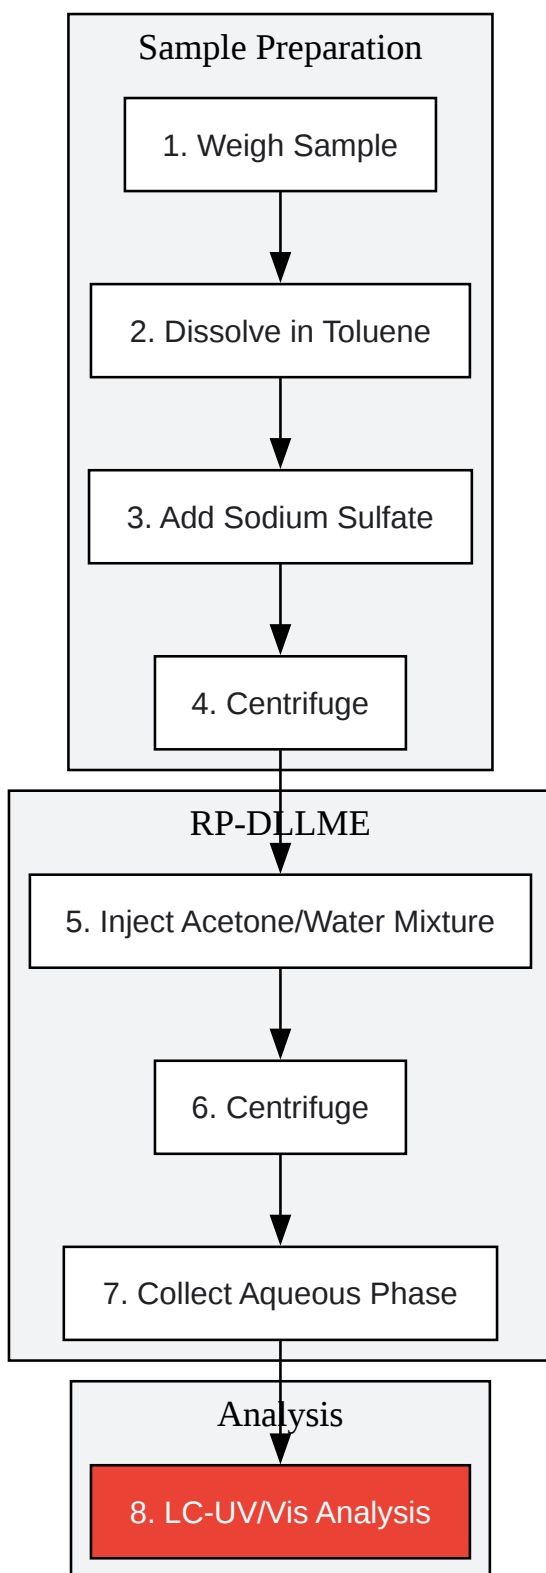 Sample Preparation
1. Weigh Sample
2. Dissolve in Toluene
3. Add Sodium Sulfate
4. Centrifuge
RP-DLLME
5. Inject Acetone/Water Mixture
6. Centrifuge
7. Collect Aqueous Phase
Analysis
8. LC-UV/Vis Analysis